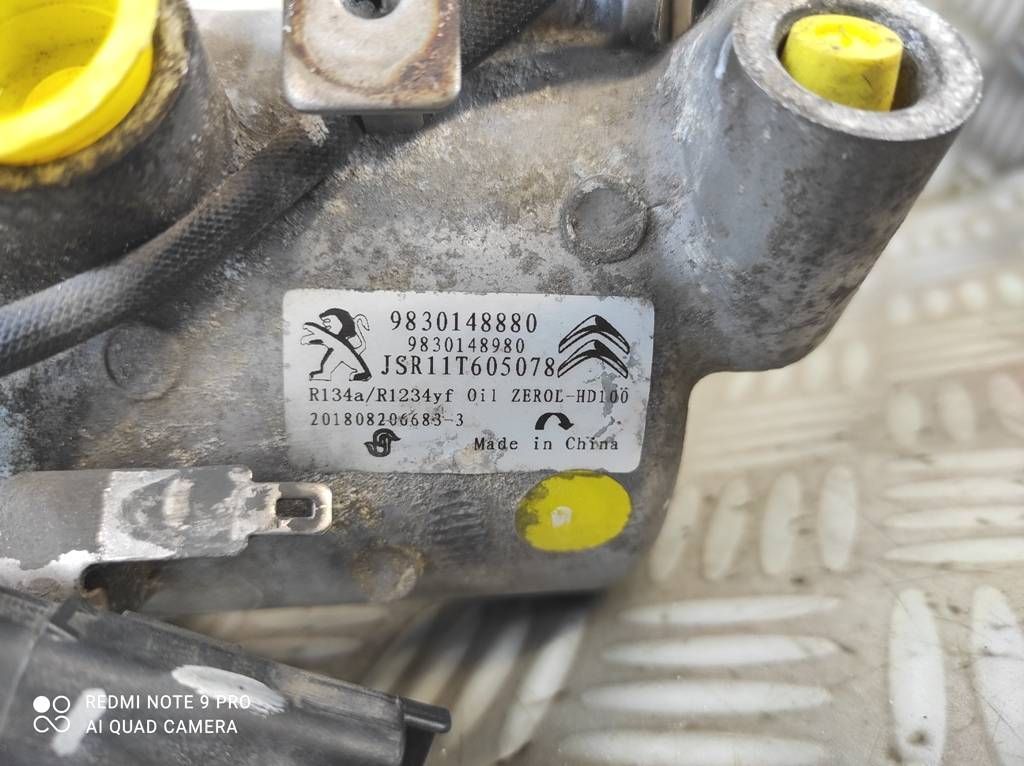 9830148880
9830148980
JSR11T605078
R134a/R1234yf Oil ZEROL-HD100
201808206683-3
Made in China
REDMI NOTE 9 PRO
AI QUAD CAMERA